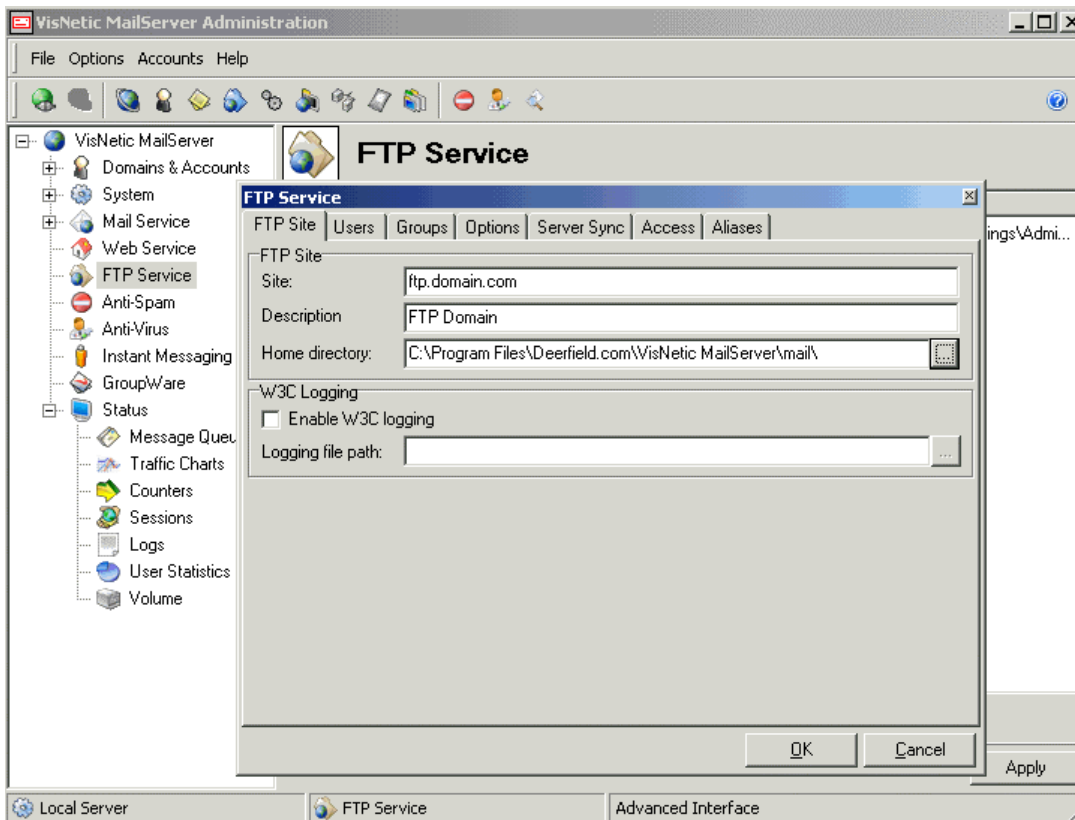 VisNetic MailServer Administration
File Options Accounts Help
VisNetic MailServer
Domains & Accounts
System
Mail Service
Web Service
FTP Service
Anti-Spam
Anti-Virus
Instant Messaging
GroupWare
Status
Message Queu
Traffic Charts
Counters
Sessions
Logs
User Statistics
Volume
FTP Service
ings\Admi...
FTP Service
FTP Site Users Groups Options Server Sync Access Aliases
FTP Site
Site: ftp.domain.com
Description FTP Domain
Home directory: C:\Program Files\Deerfield.com\VisNetic MailServer\mail\ ...
W3C Logging
Enable W3C logging
Logging file path: ...
OK Cancel
Apply
Local Server FTP Service Advanced Interface